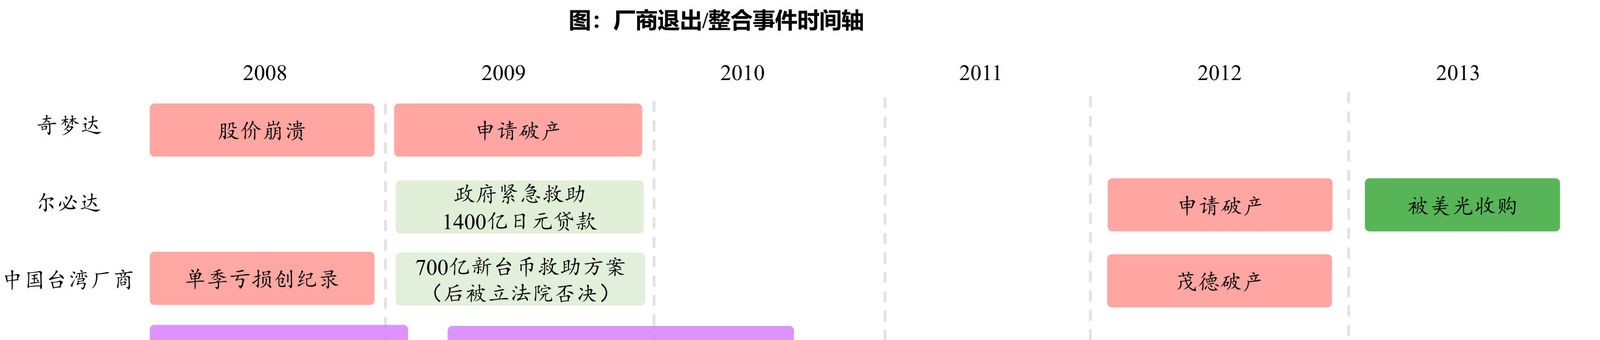 图：厂商退出/整合事件时间轴
2008 2009 2010 2011 2012 2013
奇梦达 股价崩溃 申请破产
尔必达 政府紧急救助 申请破产 被美光收购
1400亿日元贷款
中国台湾厂商 单季亏损创纪录 700亿新台币救助方案 茂德破产
（后被立法院否决）